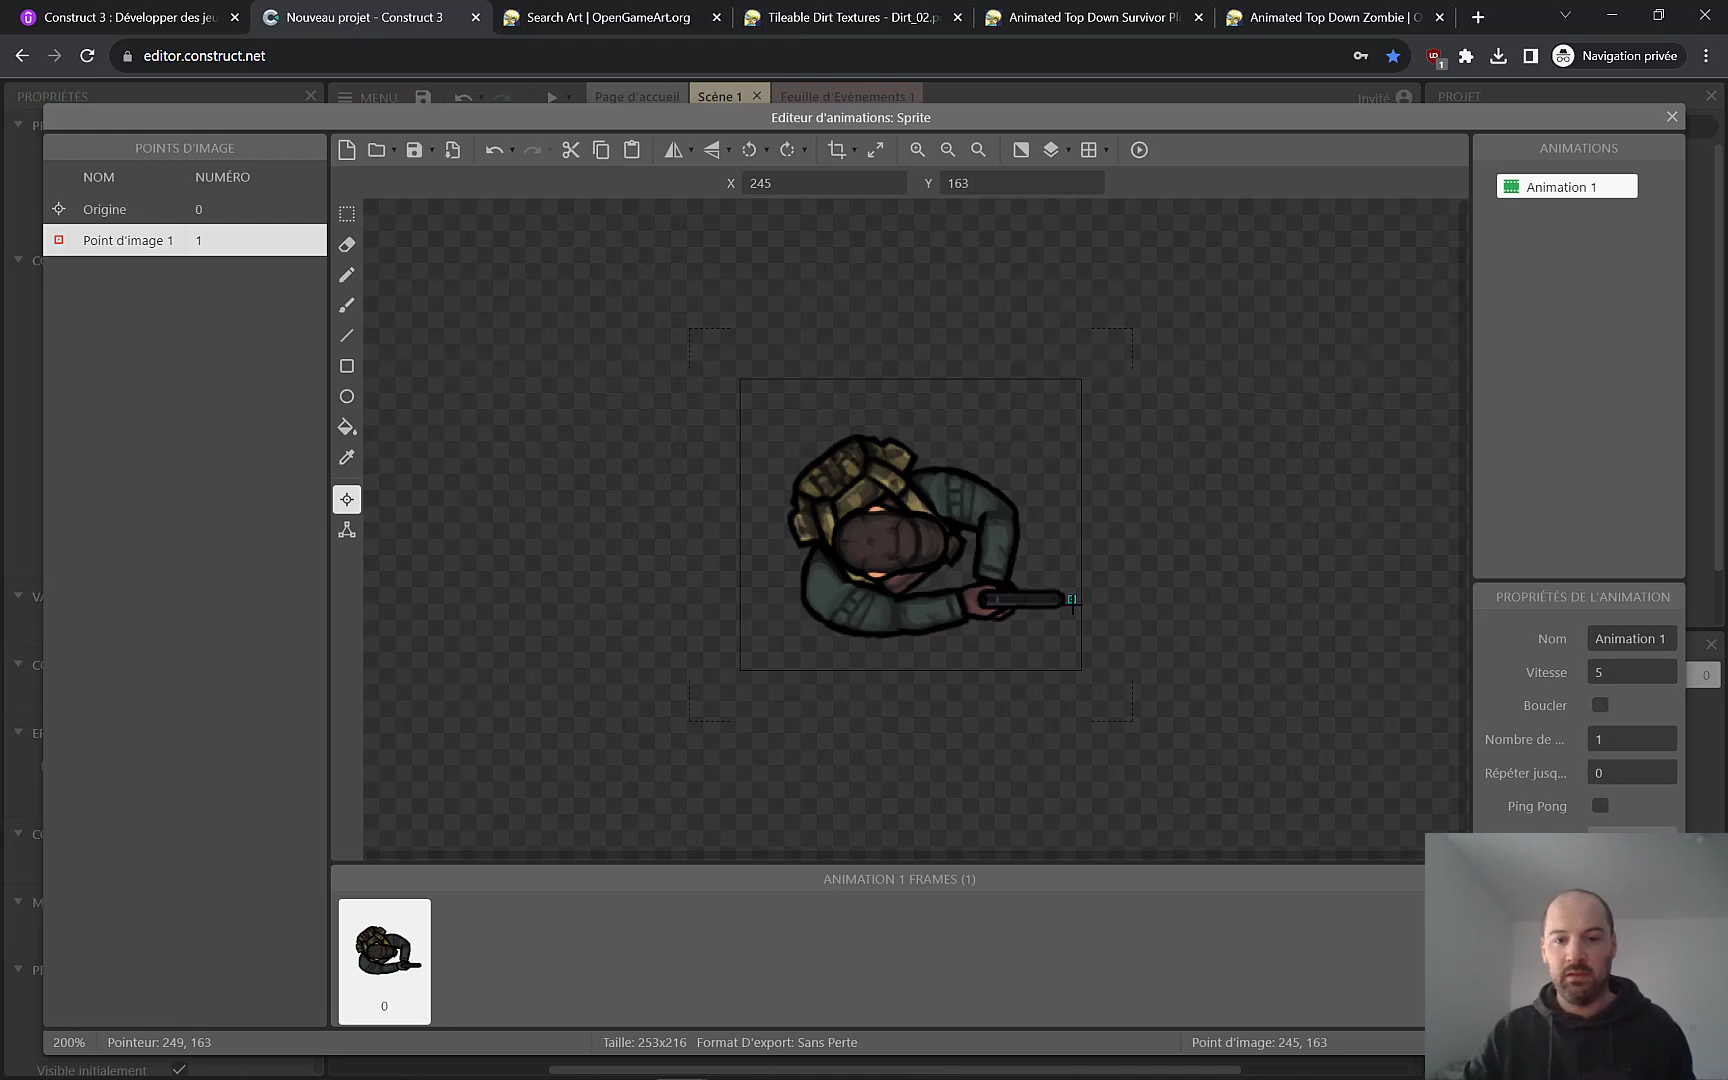 Construct 3 : Développer des jeu
Nouveau projet - Construct 3
Search Art | OpenGameArt.org
Tileable Dirt Textures - Dirt_02.p
Animated Top Down Survivor Pl
Animated Top Down Zombie | O
editor.construct.net
1
Navigation privée
PROPRIÉTÉS
MENU
Page d'accueil
Scène 1
Feuille d'Evènements 1
Invité
PROJET
Editeur d'animations: Sprite
POINTS D'IMAGE
NOM
NUMÉRO
Origine
0
Point d'image 1
1
X
245
Y
163
ANIMATIONS
Animation 1
PROPRIÉTÉS DE L'ANIMATION
Nom
Animation 1
Vitesse
5
Boucler
Nombre de ...
1
Répéter jusq...
0
Ping Pong
0
ANIMATION 1 FRAMES (1)
0
200%
Pointeur: 249, 163
Taille: 253x216
Format D'export: Sans Perte
Point d'image: 245, 163
Visible initialement